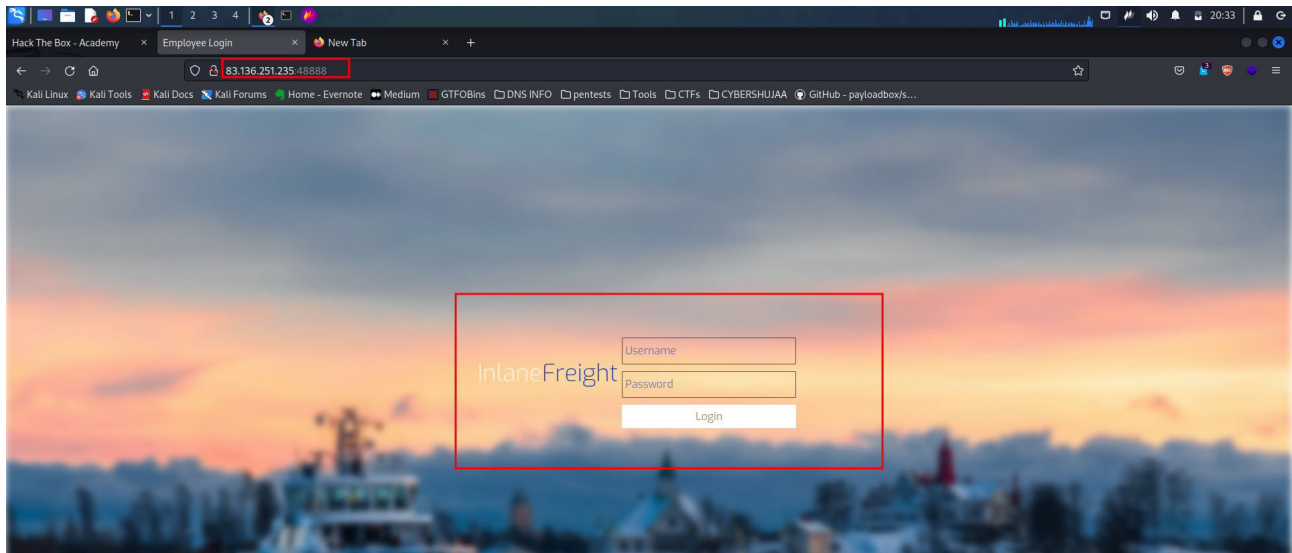 1 2 3 4 2 20:33
Hack The Box - Academy × Employee Login × New Tab × +
83.136.251.235:48888 3
Kali Linux Kali Tools Kali Docs Kali Forums Home - Evernote Medium GTFOBins DNS INFO pentests Tools CTFs CYBERSHUJAA GitHub - payloadbox/s...
Username
InlaneFreight
Password
Login